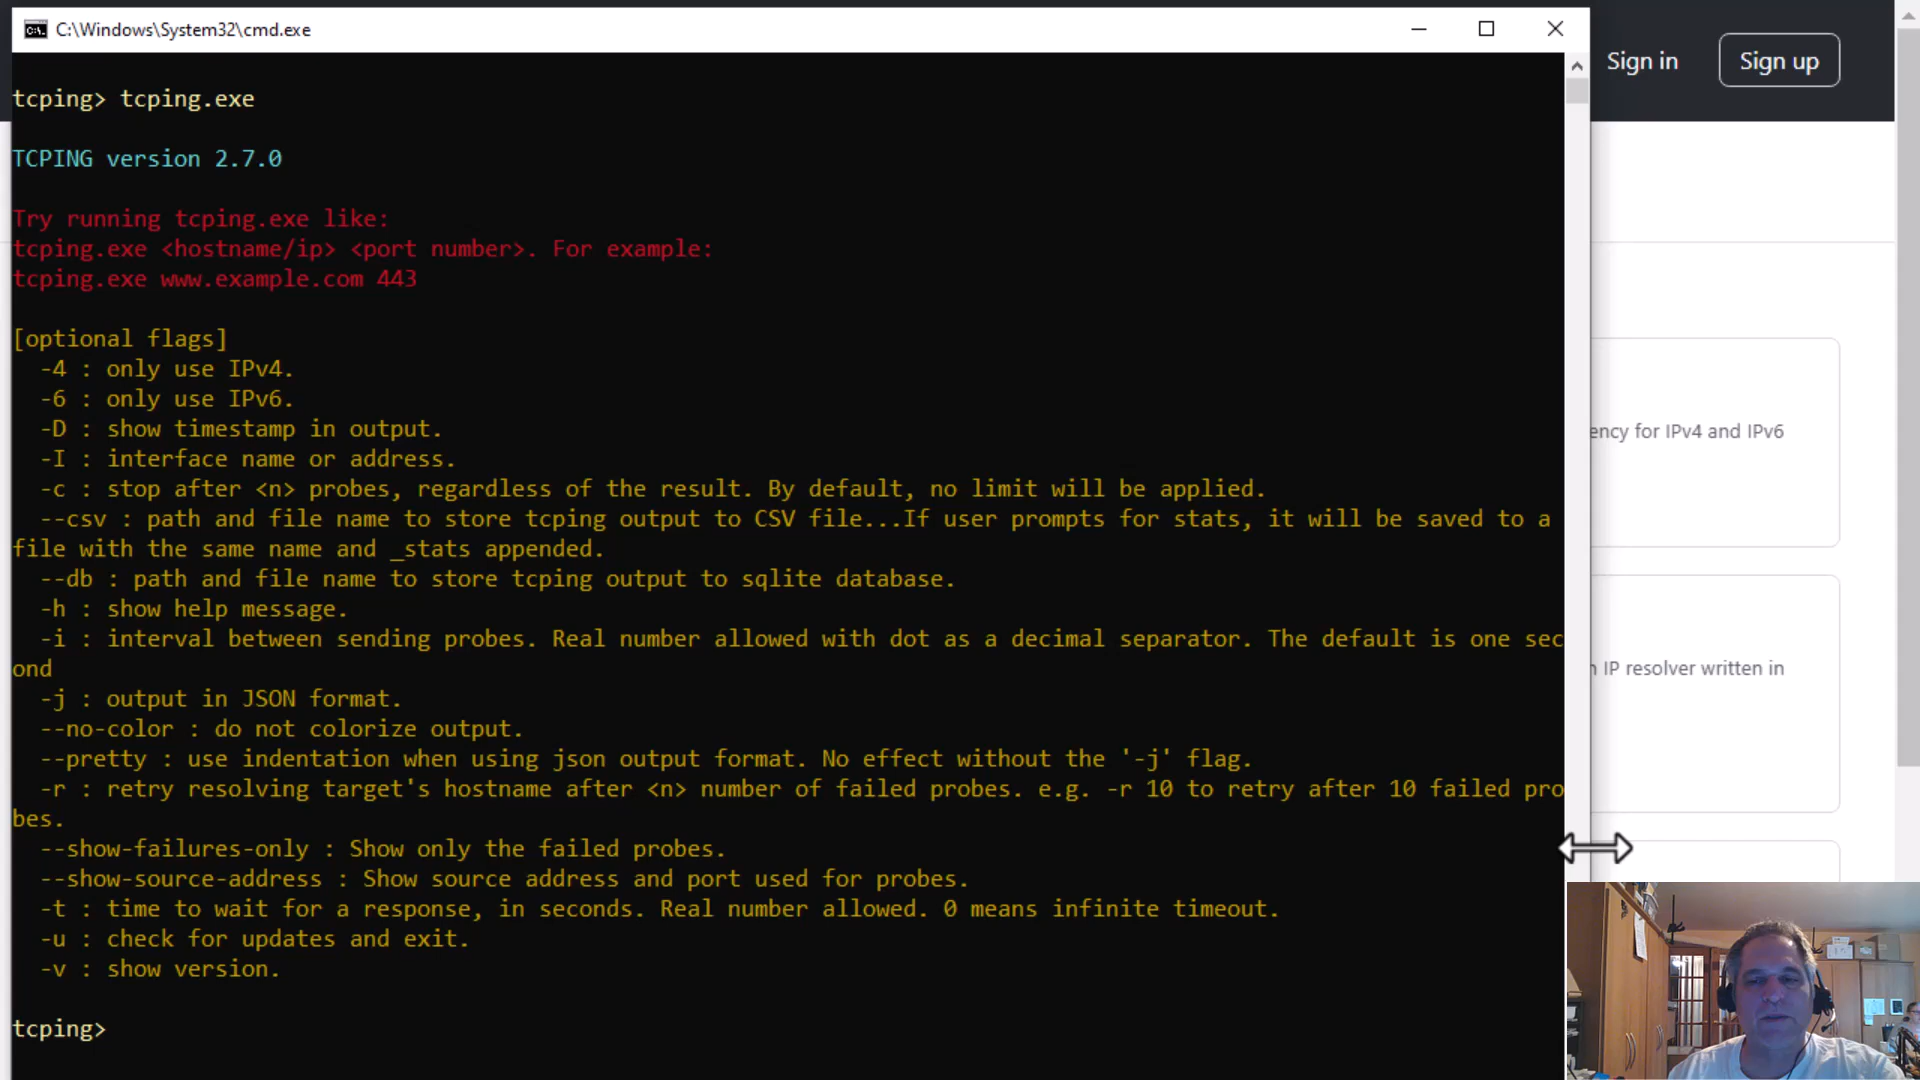 C:\Windows\System32\cmd.exe
Sign in
Sign up
tcping> tcping.exe
TCPING version 2.7.0
Try running tcping.exe like:
tcping.exe <hostname/ip> <port number>. For example:
tcping.exe www.example.com 443
[optional flags]
-4 : only use IPv4.
-6 : only use IPv6.
-D : show timestamp in output.
ency for IPv4 and IPv6
-I : interface name or address.
-c : stop after <n> probes, regardless of the result. By default, no limit will be applied.
--csv : path and file name to store tcping output to CSV file...If user prompts for stats, it will be saved to a
file with the same name and _stats appended.
--db : path and file name to store tcping output to sqlite database.
-h : show help message.
-i : interval between sending probes. Real number allowed with dot as a decimal separator. The default is one sec
ond
IP resolver written in
-j : output in JSON format.
--no-color : do not colorize output.
--pretty : use indentation when using json output format. No effect without the '-j' flag.
-r : retry resolving target's hostname after <n> number of failed probes. e.g. -r 10 to retry after 10 failed pro
bes.
--show-failures-only : Show only the failed probes.
--show-source-address : Show source address and port used for probes.
-t : time to wait for a response, in seconds. Real number allowed. 0 means infinite timeout.
-u : check for updates and exit.
-v : show version.
tcping>